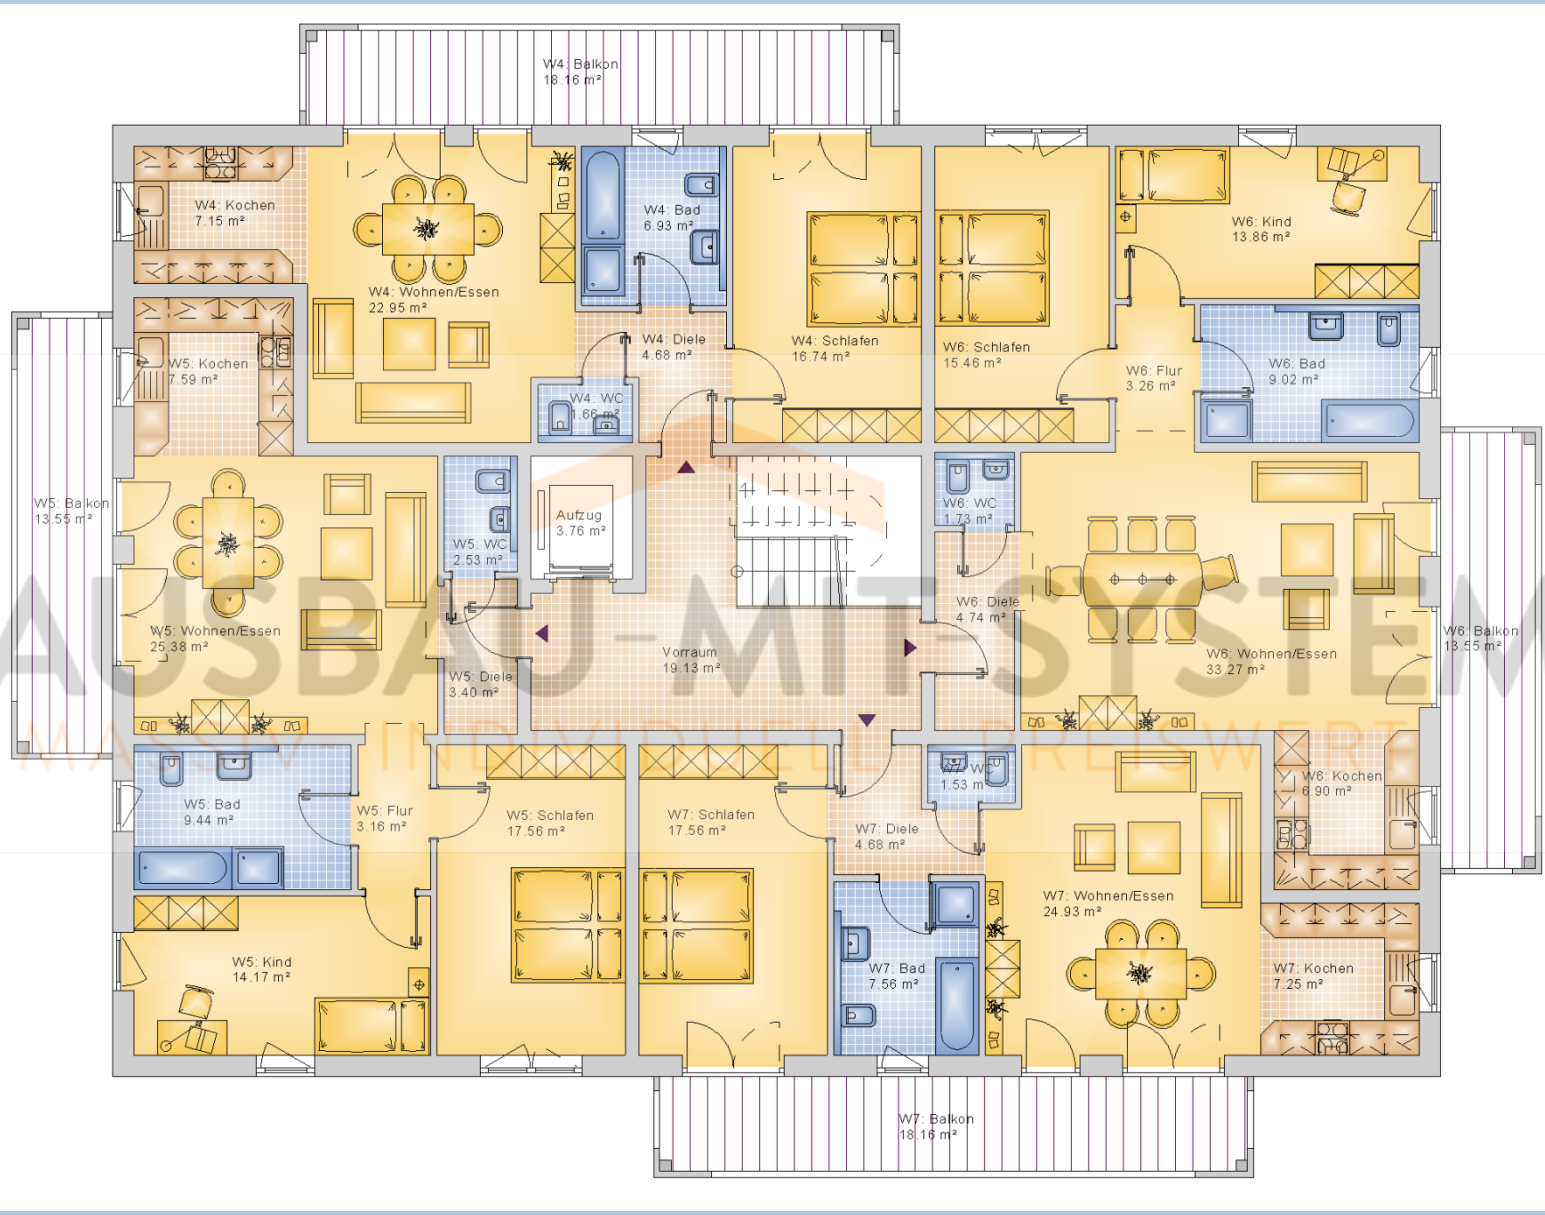 W4: Balkon
18.16 m²
W4: Kochen
7.15 m²
W4: Wohnen/Essen
22.95 m²
W4: Bad
6.93 m²
W4: Diele
4.68 m²
W4: WC
1.66 m²
W4: Schlafen
16.74 m²
W6: Schlafen
15.46 m²
W6: Kind
13.86 m²
W6: Flur
3.26 m²
W6: Bad
9.02 m²
W5: Kochen
7.59 m²
W5: Balkon
13.55 m²
W5: WC
2.53 m²
Aufzug
3.76 m²
W6: WC
1.73 m²
W6: Diele
4.74 m²
W5: Wohnen/Essen
25.38 m²
W5: Diele
3.40 m²
Vorraum
19.13 m²
W6: Wohnen/Essen
33.27 m²
W6: Balkon
13.55 m²
AUSBAU-MIT-SYSTEM
MASSIV-INDIVIDUELL-PREISWERT
W5: Bad
9.44 m²
W5: Flur
3.16 m²
W5: Schlafen
17.56 m²
W7: Schlafen
17.56 m²
W7: Diele
4.68 m²
W7: WC
1.53 m
W6: Kochen
6.90 m²
W7: Wohnen/Essen
24.93 m²
W5: Kind
14.17 m²
W7: Bad
7.56 m²
W7: Kochen
7.25 m²
W7: Balkon
18.16 m²